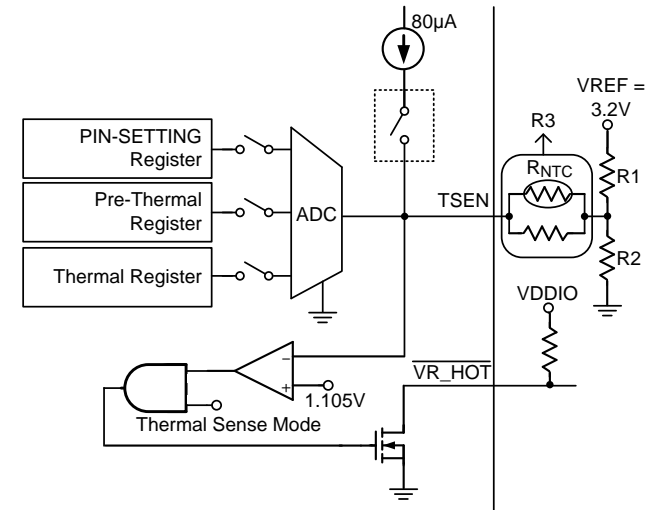 80µA
VREF =
3.2V
R3
PIN-SETTING
Register
RNTC
R1
Pre-Thermal
Register
ADC
TSEN
R2
Thermal Register
VDDIO
−
VR_HOT
+
1.105V
Thermal Sense Mode